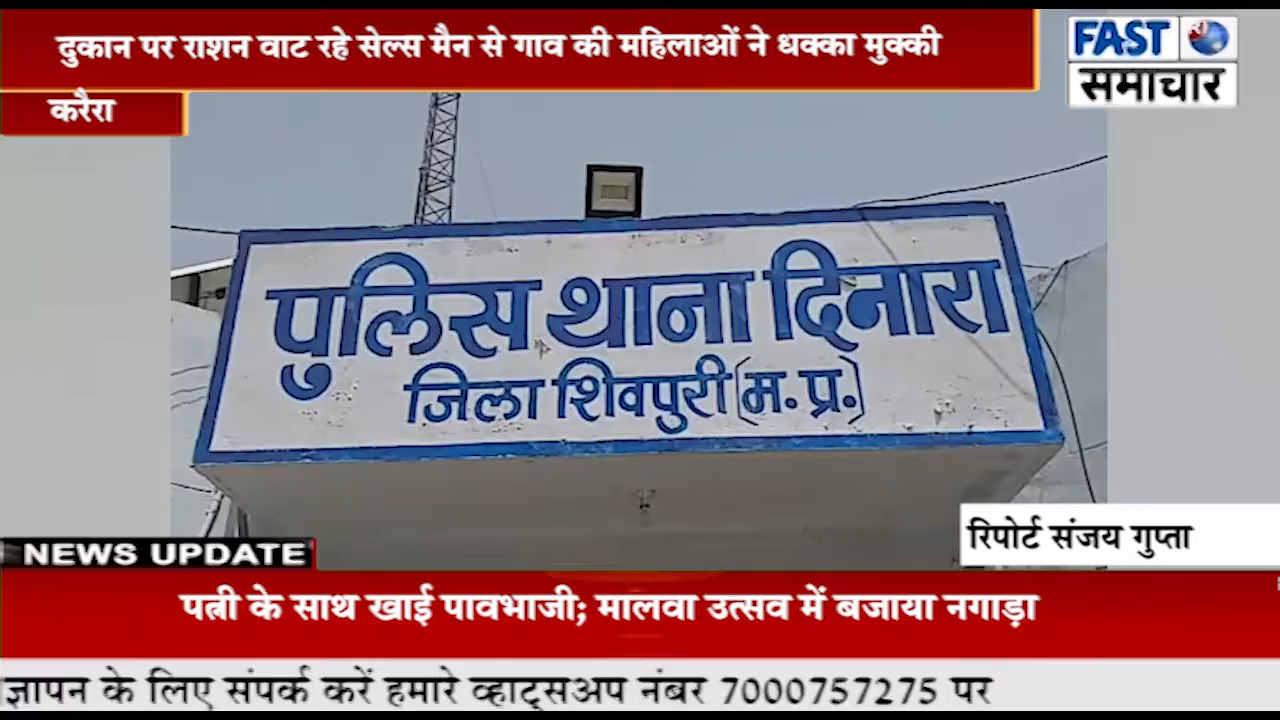 दुकान पर राशन वाट रहे सेल्स मैन से गाव की महिलाओं ने धक्का मुक्की
करैरा
FAST
समाचार
पुलिस थाना दिनारा
जिला शिवपुरी (म.प्र.)
रिपोर्ट संजय गुप्ता
NEWS UPDATE
पत्नी के साथ खाई पावभाजी; मालवा उत्सव में बजाया नगाड़ा
के लिए संपर्क करें हमारे व्हाट्सअप नंबर 7000757275 पर